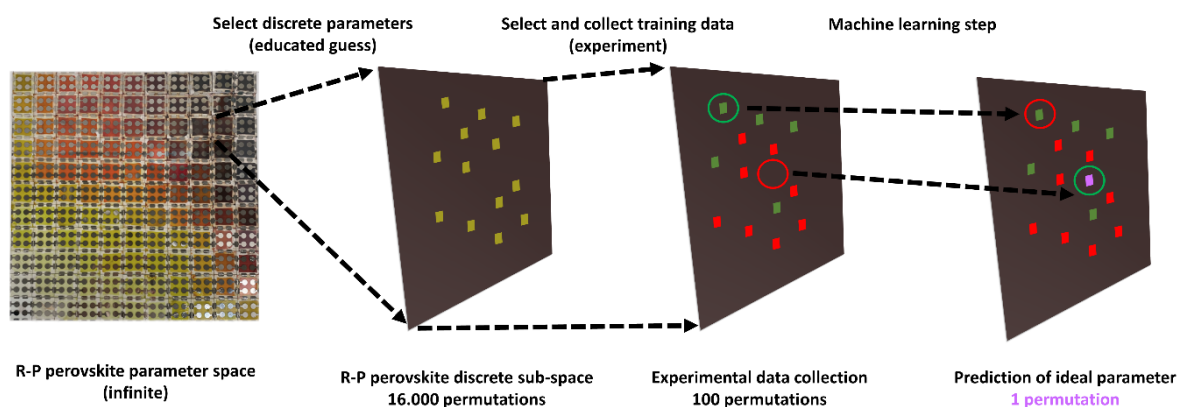 Select discrete parameters
(educated guess)
Select and collect training data
(experiment)
Machine learning step
R-P perovskite parameter space
(infinite)
R-P perovskite discrete sub-space
16.000 permutations
Experimental data collection
100 permutations
Prediction of ideal parameter
1 permutation